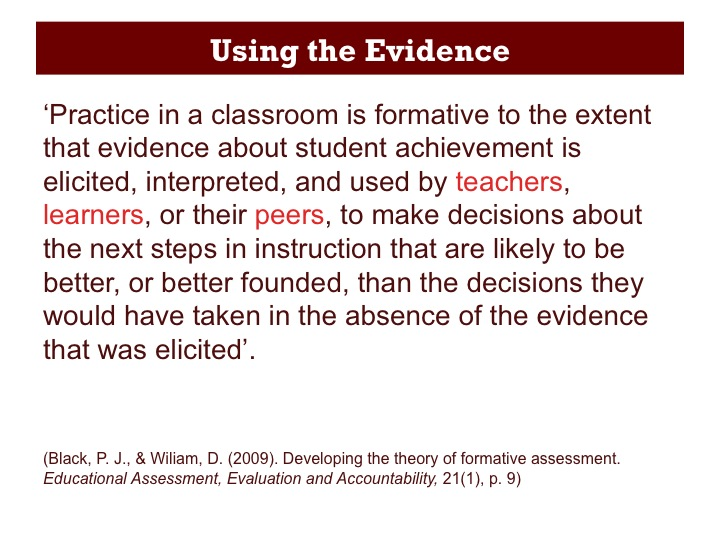 Using the Evidence
‘Practice in a classroom is formative to the extent
that evidence about student achievement is
elicited, interpreted, and used by teachers,
learners, or their peers, to make decisions about
the next steps in instruction that are likely to be
better, or better founded, than the decisions they
would have taken in the absence of the evidence
that was elicited’.
(Black, P. J., & Wiliam, D. (2009). Developing the theory of formative assessment.
Educational Assessment, Evaluation and Accountability, 21(1), p. 9)